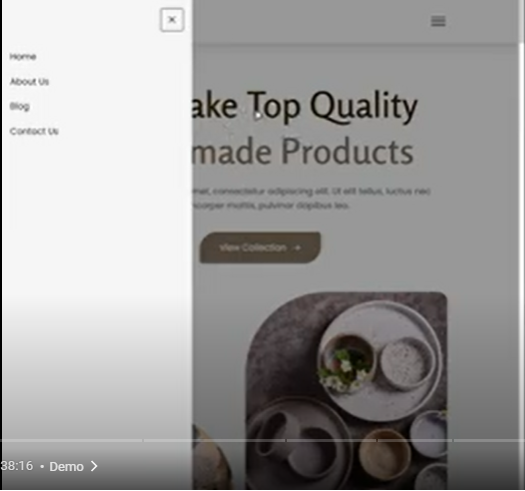 ×
Home
About Us
Blog
Contact Us
ake Top Quality
made Products
met, consectetur adipiscing elit. Ut elit tellus, luctus nec
corper mattis, pulvinar dapibus leo.
View Collection →
38:16 • Demo >